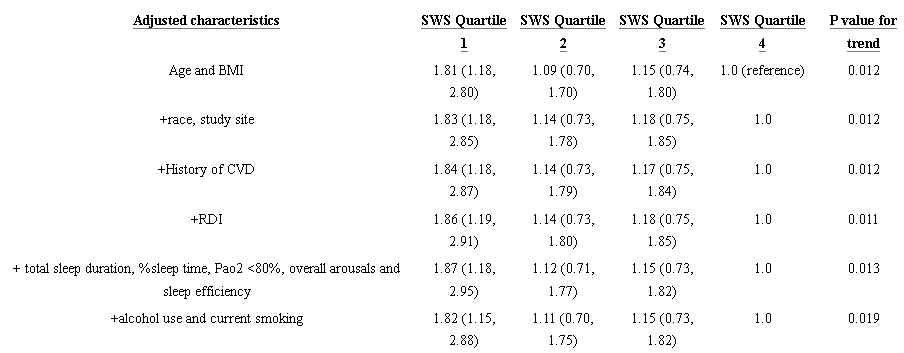 Adjusted characteristics SWS Quartile 1 SWS Quartile 2 SWS Quartile 3 SWS Quartile 4 P value for trend
Age and BMI 1.81 (1.18, 2.80) 1.09 (0.70, 1.70) 1.15 (0.74, 1.80) 1.0 (reference) 0.012
+race, study site 1.83 (1.18, 2.85) 1.14 (0.73, 1.78) 1.18 (0.75, 1.85) 1.0 0.012
+History of CVD 1.84 (1.18, 2.87) 1.14 (0.73, 1.79) 1.17 (0.75, 1.84) 1.0 0.012
+RDI 1.86 (1.19, 2.91) 1.14 (0.73, 1.80) 1.18 (0.75, 1.85) 1.0 0.011
+ total sleep duration, %sleep time, Pao2 <80%, overall arousals and sleep efficiency 1.87 (1.18, 2.95) 1.12 (0.71, 1.77) 1.15 (0.73, 1.82) 1.0 0.013
+alcohol use and current smoking 1.82 (1.15, 2.88) 1.11 (0.70, 1.75) 1.15 (0.73, 1.82) 1.0 0.019